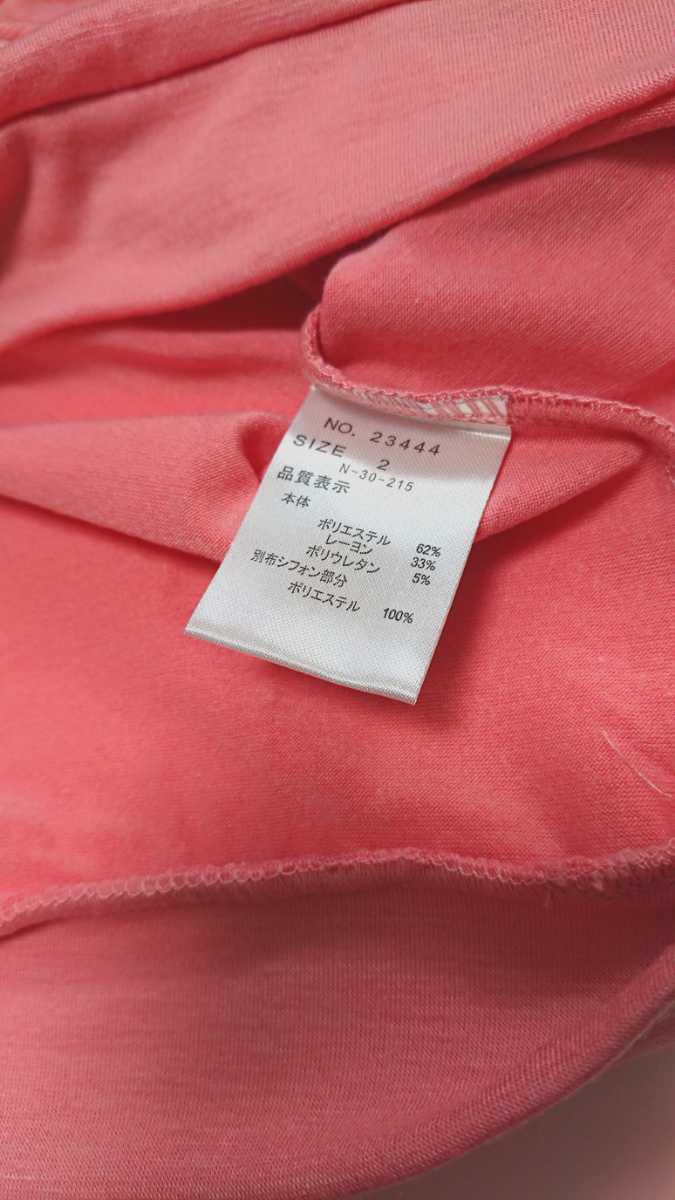 NO. 23444
SIZE 2
N-30-215
品質表示
本体
ポリエステル 62%
レーヨン 33%
ポリウレタン 5%
別布シフォン部分
ポリエステル 100%